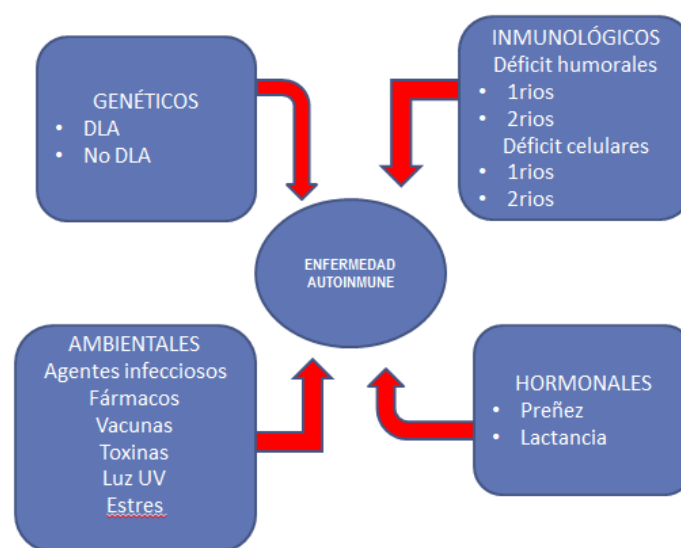 GENÉTICOS
• DLA
• No DLA
INMUNOLÓGICOS
Déficit humorales
• 1rios
• 2rios
Déficit celulares
• 1rios
• 2rios
ENFERMEDAD
AUTOINMUNE
AMBIENTALES
Agentes infecciosos
Fármacos
Vacunas
Toxinas
Luz UV
Estres
HORMONALES
• Preñez
• Lactancia